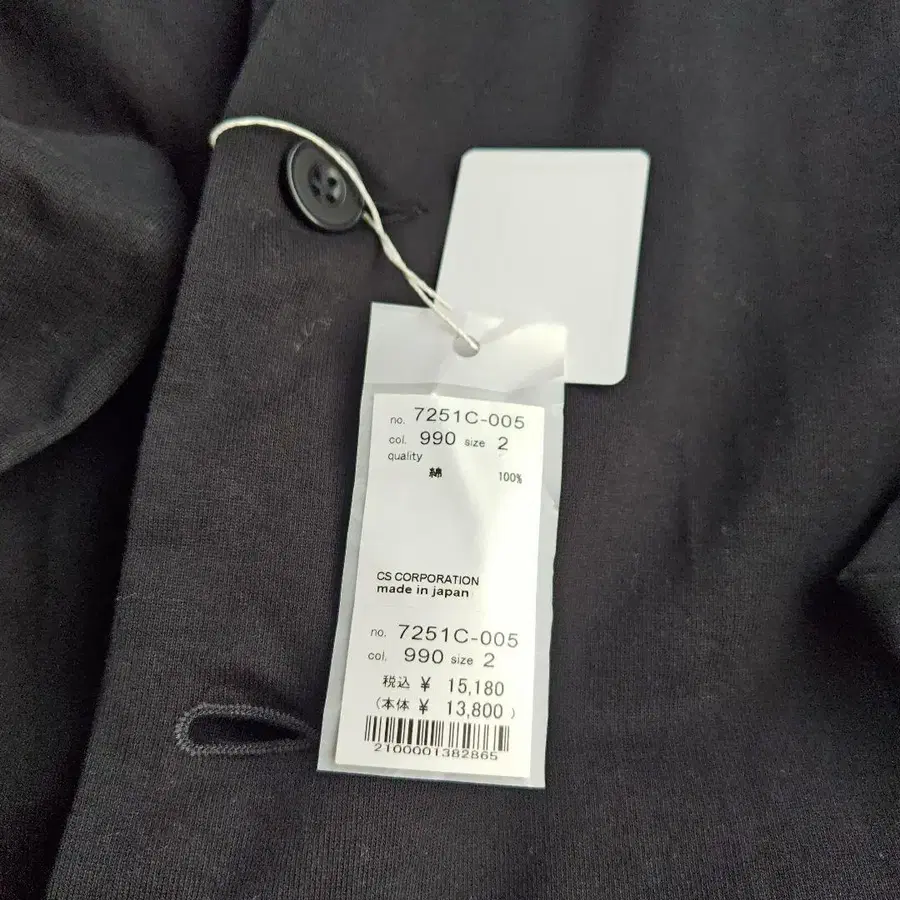 no. 7251C-005
col. 990 size 2
quality
綿 100%
CS CORPORATION
made in japan
no. 7251C-005
col. 990 size 2
税込 ¥ 15,180
(本体 ¥ 13,800)
2100001382865